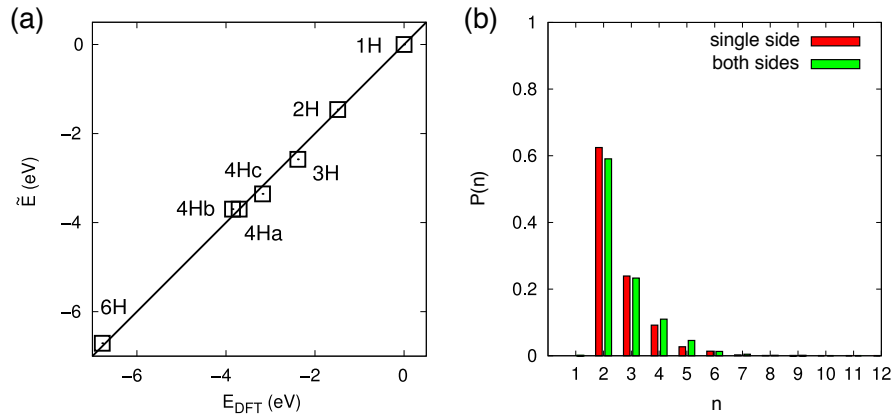 (a)
0
−2
−4
−6
Ẽ (eV)
1H
2H
3H
4Hc
4Hb
4Ha
6H
−6 −4 −2 0
E_DFT (eV)
(b)
1
0.8
0.6
0.4
0.2
0
P(n)
single side
both sides
1 2 3 4 5 6 7 8 9 10 11 12
n